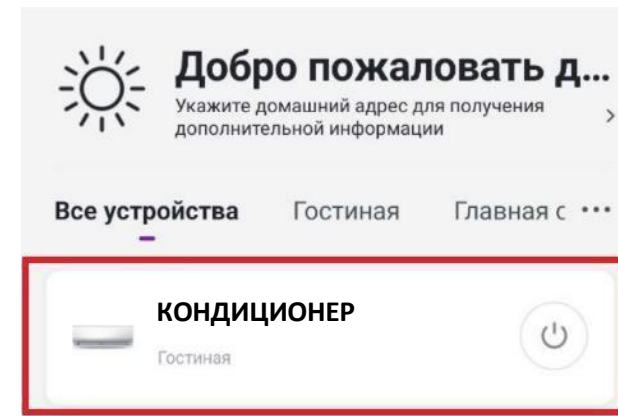 Добро пожаловать д...
Укажите домашний адрес для получения
дополнительной информации
Все устройства Гостиная Главная с ...
КОНДИЦИОНЕР
Гостиная